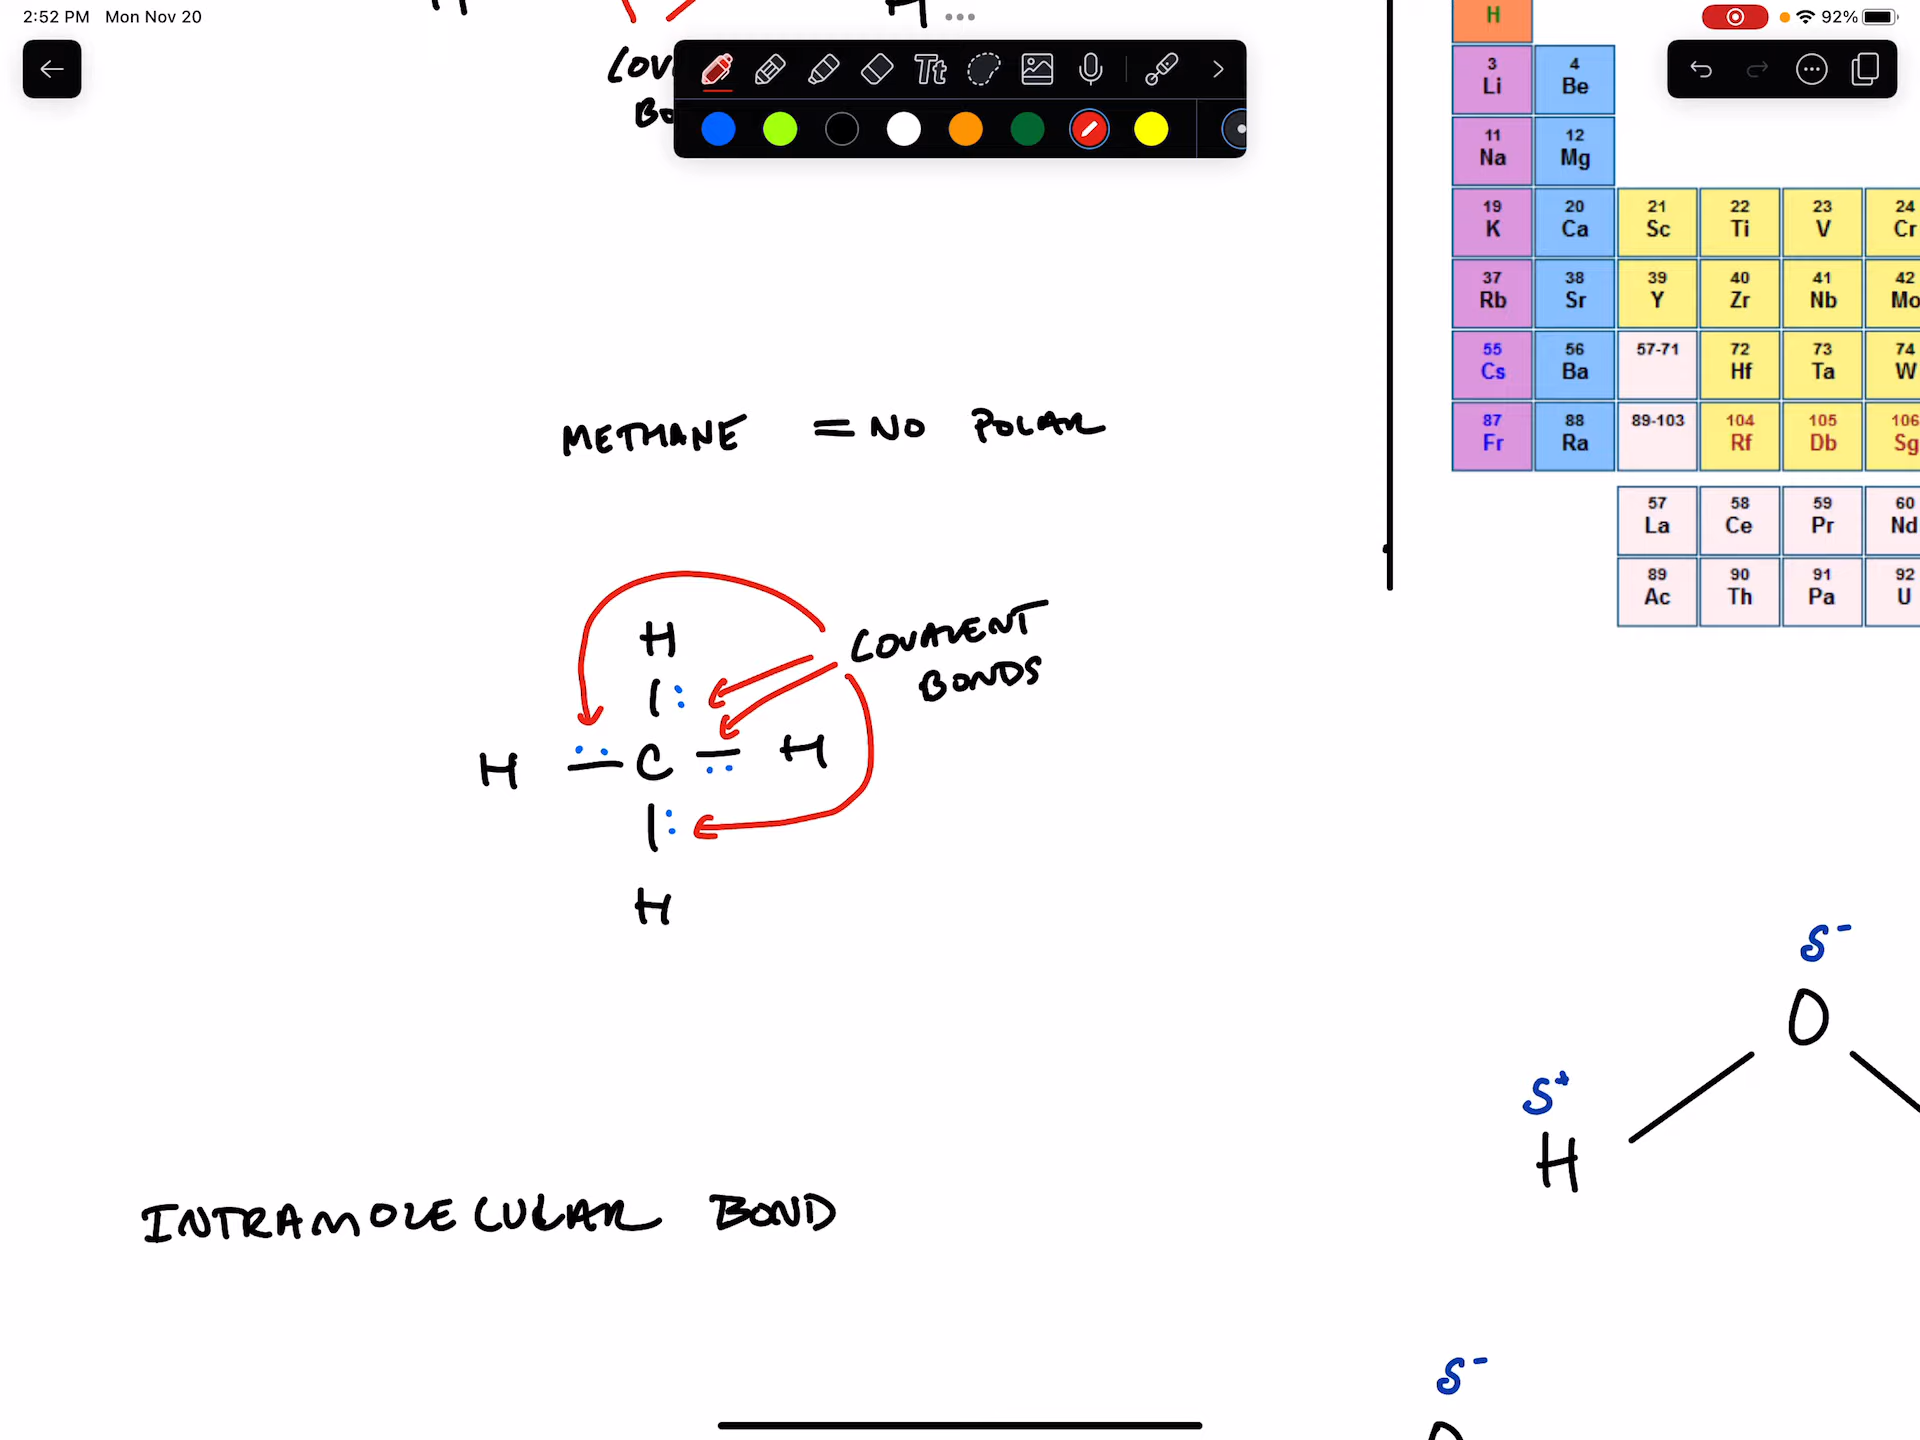 2:52 PM Mon Nov 20
92%
H
H
COV
BO
Tt
METHANE = NO POLAR
H
COVALENT
BONDS
H C H
H
INTRAMOLECULAR BOND
H
3 Li 4 Be
11 Na 12 Mg
19 K 20 Ca 21 Sc 22 Ti 23 V 24 Cr
37 Rb 38 Sr 39 Y 40 Zr 41 Nb 42 Mo
55 Cs 56 Ba 57-71 72 Hf 73 Ta 74 W
87 Fr 88 Ra 89-103 104 Rf 105 Db 106 Sg
57 La 58 Ce 59 Pr 60 Nd
89 Ac 90 Th 91 Pa 92 U
δ-
O
δ+
H
δ-